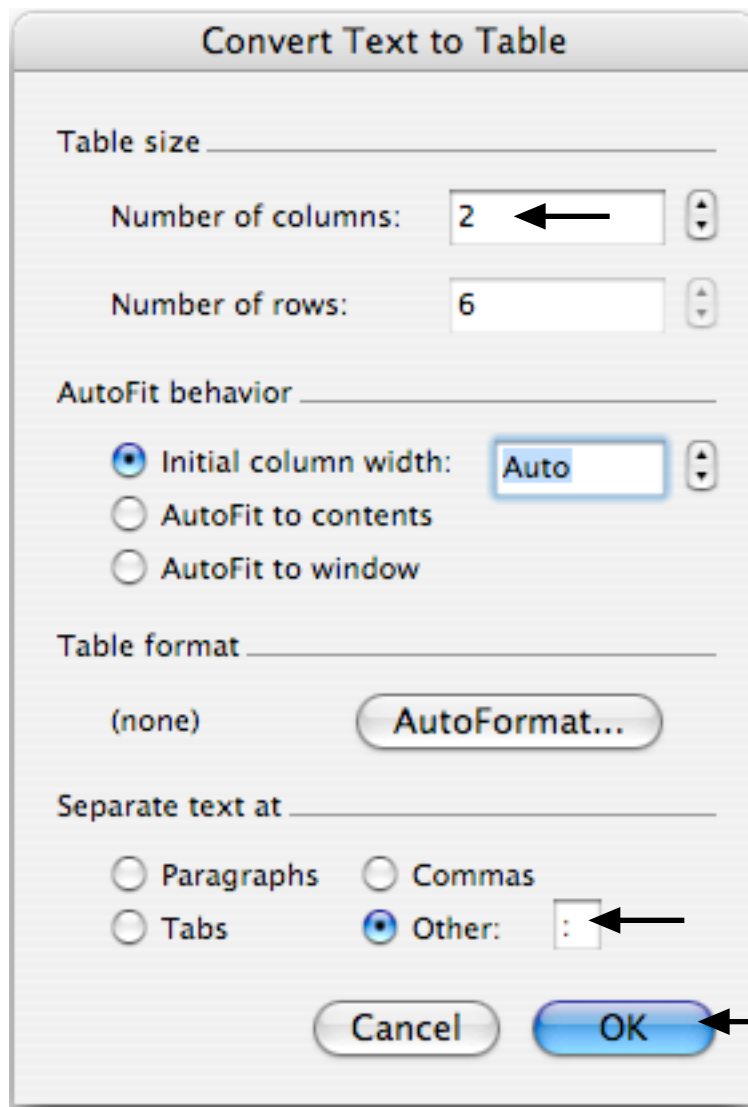 Convert Text to Table
Table size
Number of columns: 2
Number of rows: 6
AutoFit behavior
Initial column width: Auto
AutoFit to contents
AutoFit to window
Table format
(none) AutoFormat...
Separate text at
Paragraphs Commas
Tabs Other: :
Cancel OK